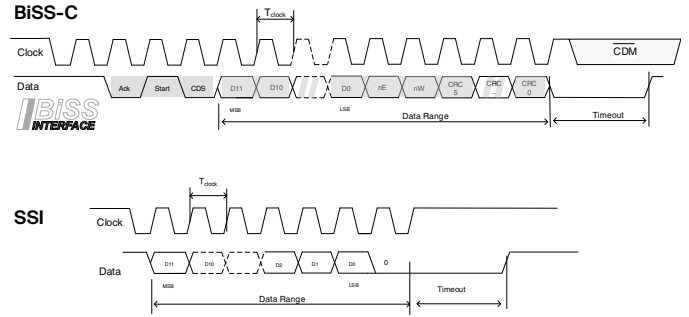 BiSS-C
Tclock
Clock
CDM
Data
Ack Start CDS D11 D10 D0 nE nW CRC 5 CRC - CRC 0
MSB LSB
Data Range
Timeout
BiSS
INTERFACE
Tclock
SSI
Clock
Data
D11 D10 D2 D1 D0 0
MSB LSB
Data Range
Timeout